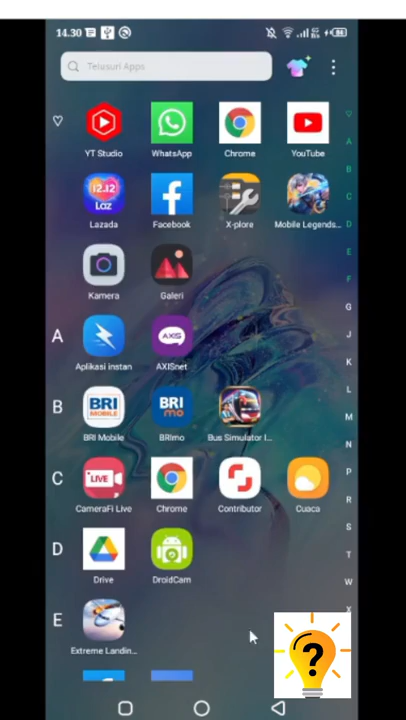 14.30
Telusuri Apps
YT Studio WhatsApp Chrome YouTube
12.12
Laz
Lazada Facebook X-plore Mobile Legends...
Kamera Galeri
A
AXIS
Aplikasi instan AXISnet
B
BRI MOBILE BRI mo
BRI Mobile BRImo Bus Simulator I...
C
LIVE
CameraFi Live Chrome Contributor Cuaca
D
Drive DroidCam
E
Extreme Landin...
?
A
B
C
D
E
F
G
J
K
L
M
N
P
R
S
T
W
X